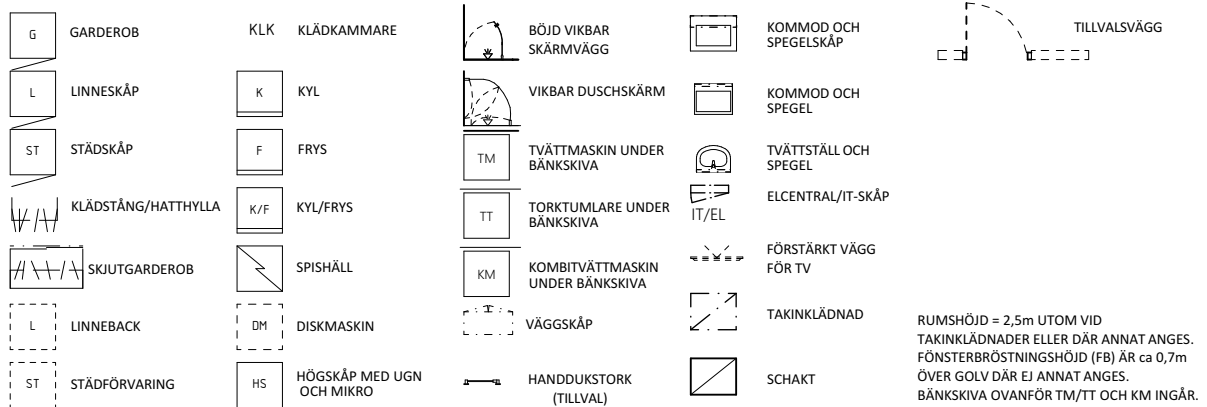 G GARDEROB
L LINNESKÅP
ST STÄDSKÅP
KLÄDSTÅNG/HATTHYLLA
SKJUTGARDEROB
L LINNEBACK
ST STÄDFÖRVARING
KLK KLÄDKAMMARE
K KYL
F FRYS
K/F KYL/FRYS
SPISHÄLL
DM DISKMASKIN
HS HÖGSKÅP MED UGN
OCH MIKRO
BÖJD VIKBAR
SKÄRMVÄGG
VIKBAR DUSCHSKÄRM
TM TVÄTTMASKIN UNDER
BÄNKSKIVA
TT TORKTUMLARE UNDER
BÄNKSKIVA
KM KOMBITVÄTTMASKIN
UNDER BÄNKSKIVA
VÄGGSKÅP
HANDDUKSTORK
(TILLVAL)
KOMMOD OCH
SPEGELSKÅP
KOMMOD OCH
SPEGEL
TVÄTTSTÄLL OCH
SPEGEL
ELCENTRAL/IT-SKÅP
IT/EL
FÖRSTÄRKT VÄGG
FÖR TV
TAKINKLÄDNAD
SCHAKT
TILLVALSVÄGG
RUMSHÖJD = 2,5m UTOM VID
TAKINKLÄDNADER ELLER DÄR ANNAT ANGES.
FÖNSTERBRÖSTNINGSHÖJD (FB) ÄR ca 0,7m
ÖVER GOLV DÄR EJ ANNAT ANGES.
BÄNKSKIVA OVANFÖR TM/TT OCH KM INGÅR.